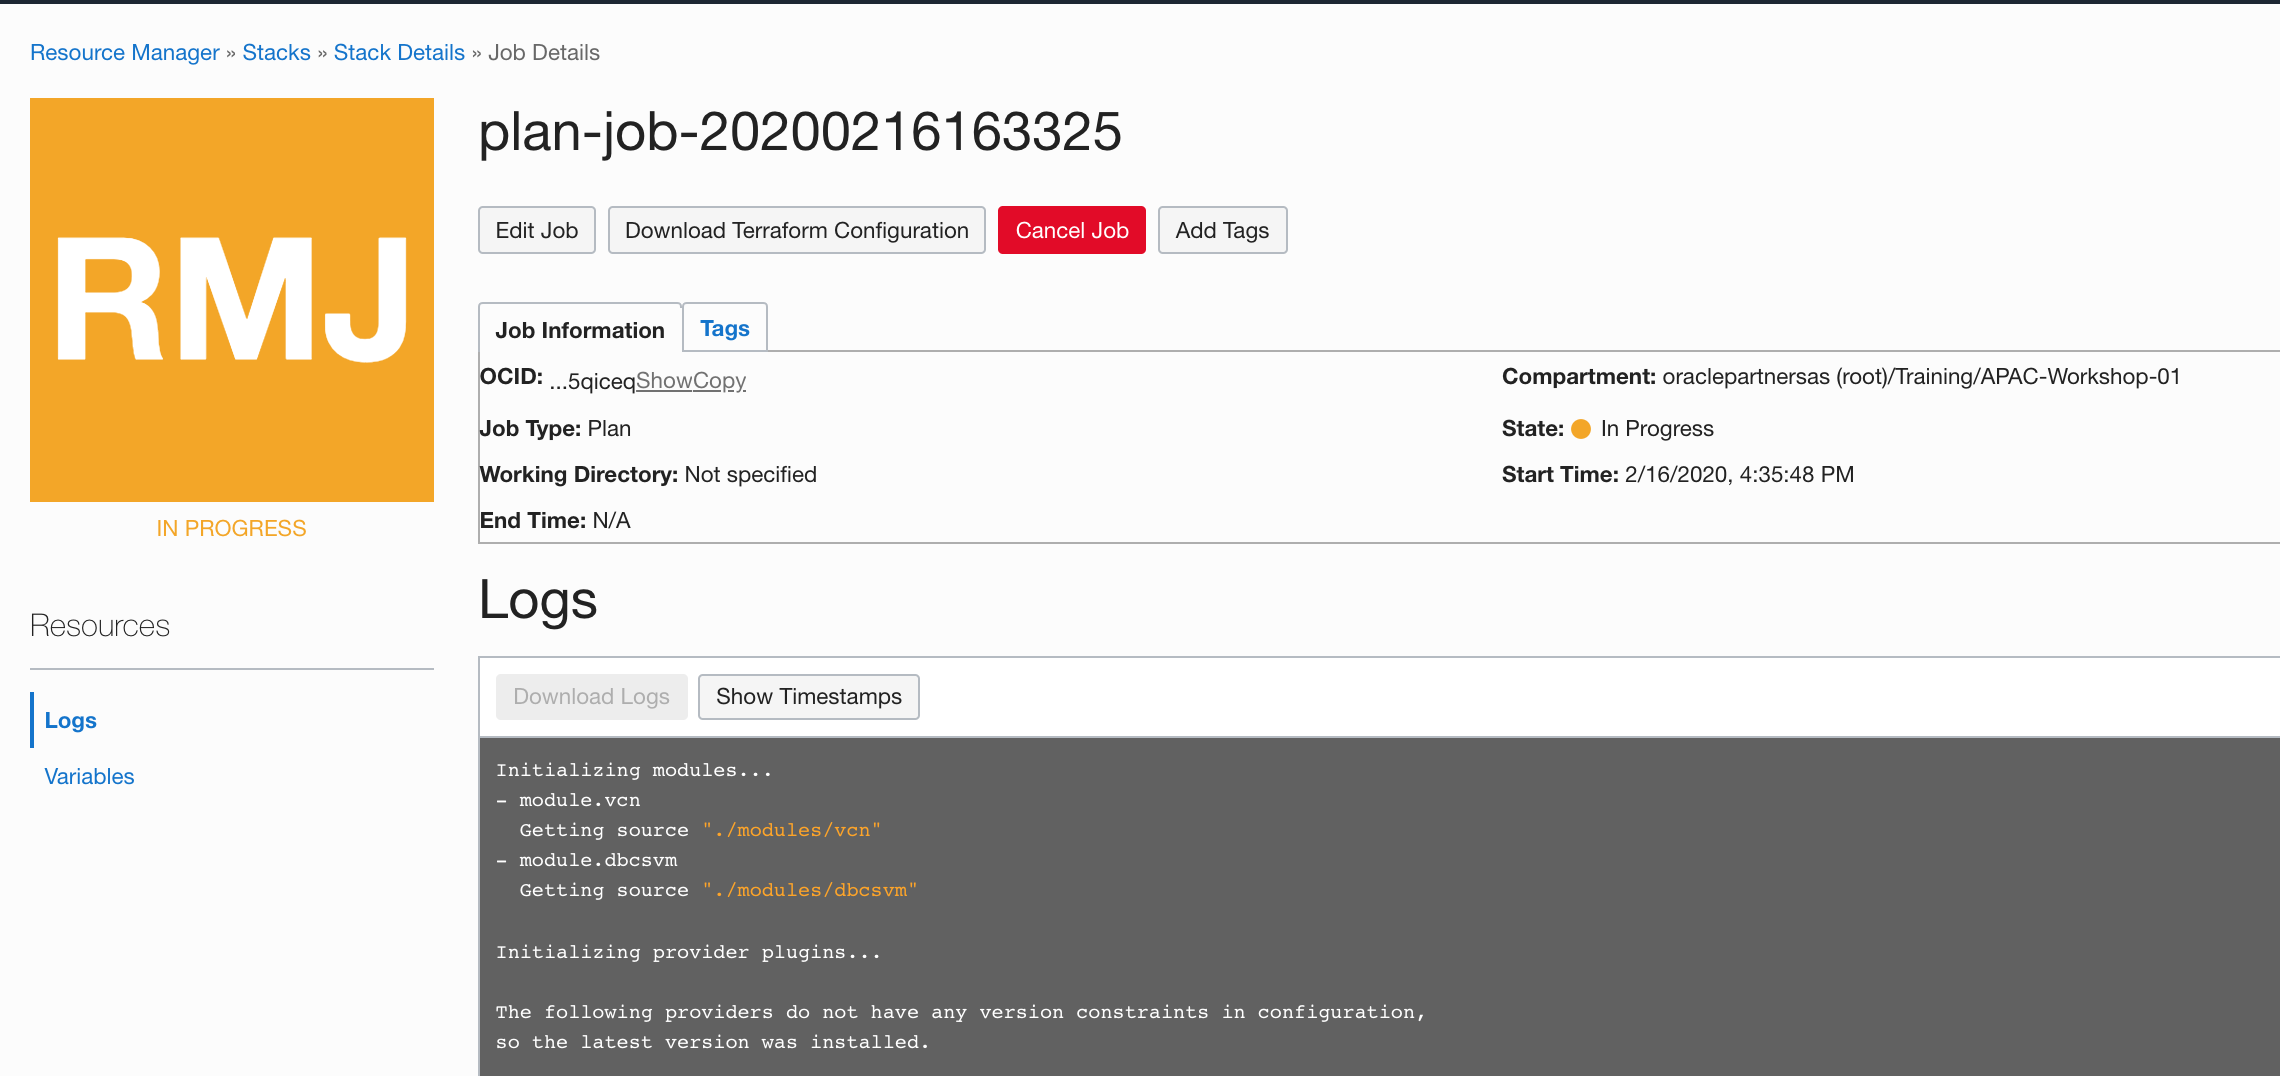 Resource Manager » Stacks » Stack Details » Job Details
RMJ
IN PROGRESS
Resources
Logs
Variables
plan-job-20200216163325
Edit Job
Download Terraform Configuration
Cancel Job
Add Tags
Job Information
Tags
OCID: ...5qiceqShowCopy
Job Type: Plan
Working Directory: Not specified
End Time: N/A
Compartment: oraclepartnersas (root)/Training/APAC-Workshop-01
State: In Progress
Start Time: 2/16/2020, 4:35:48 PM
Logs
Download Logs
Show Timestamps
Initializing modules...
- module.vcn
Getting source "./modules/vcn"
- module.dbcsvm
Getting source "./modules/dbcsvm"
Initializing provider plugins...
The following providers do not have any version constraints in configuration,
so the latest version was installed.